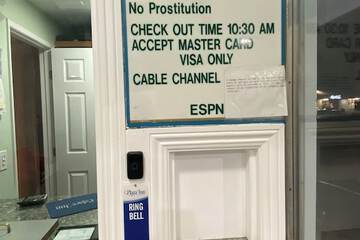 No Prostitution
CHECK OUT TIME 10:30 AM
ACCEPT MASTER CARD
VISA ONLY
CABLE CHANNEL
ESPN
RING
BELL